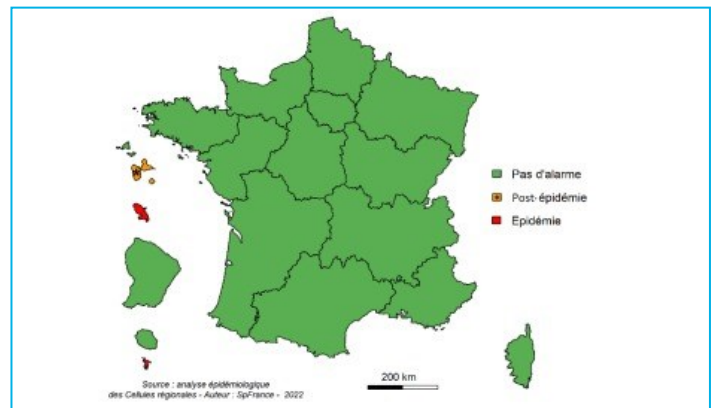 Pas d'alarme
Post-épidémie
Epidémie
200 km
Source : analyse épidémiologique
des Cellules régionales - Auteur : SpFrance - 2022